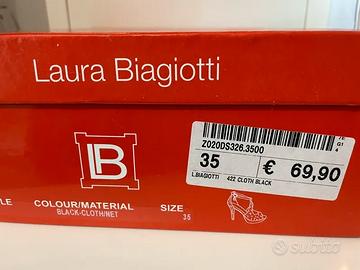 Laura Biagiotti
LB
Z020DS326.3500
35
€ 69,90
L.BIAGIOTTI 422 CLOTH BLACK
LE
COLOUR/MATERIAL
BLACK-CLOTH/NET
SIZE
35
subito